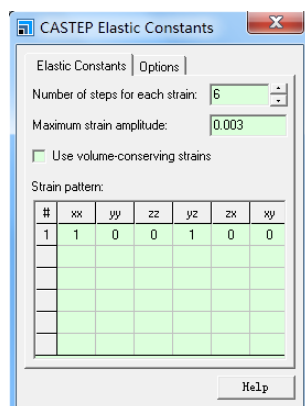 CASTEP Elastic Constants
Elastic Constants Options
Number of steps for each strain: 6
Maximum strain amplitude: 0.003
Use volume-conserving strains
Strain pattern:
# xx yy zz yz zx xy
1 1 0 0 1 0 0
Help